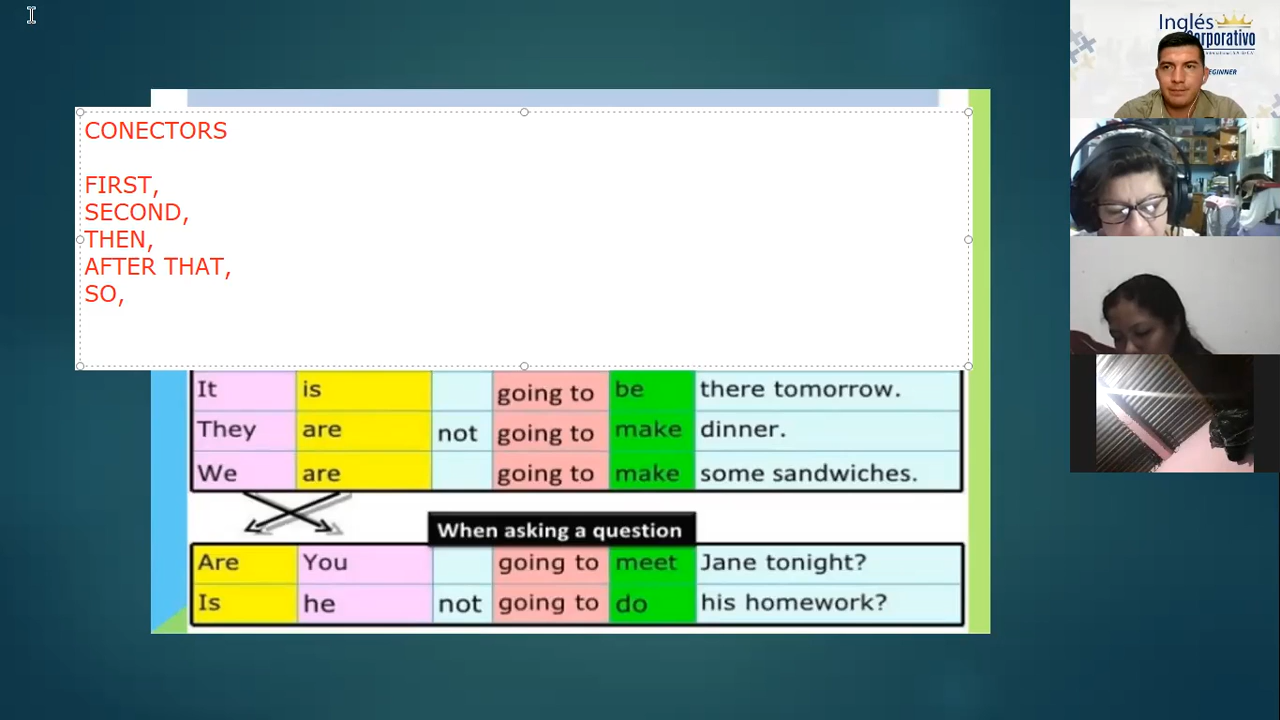 Inglés
Corporativo
EGINNER
CONECTORS
FIRST,
SECOND,
THEN,
AFTER THAT,
SO,
It is going to be there tomorrow.
They are not going to make dinner.
We are going to make some sandwiches.
When asking a question
Are You going to meet Jane tonight?
Is he not going to do his homework?